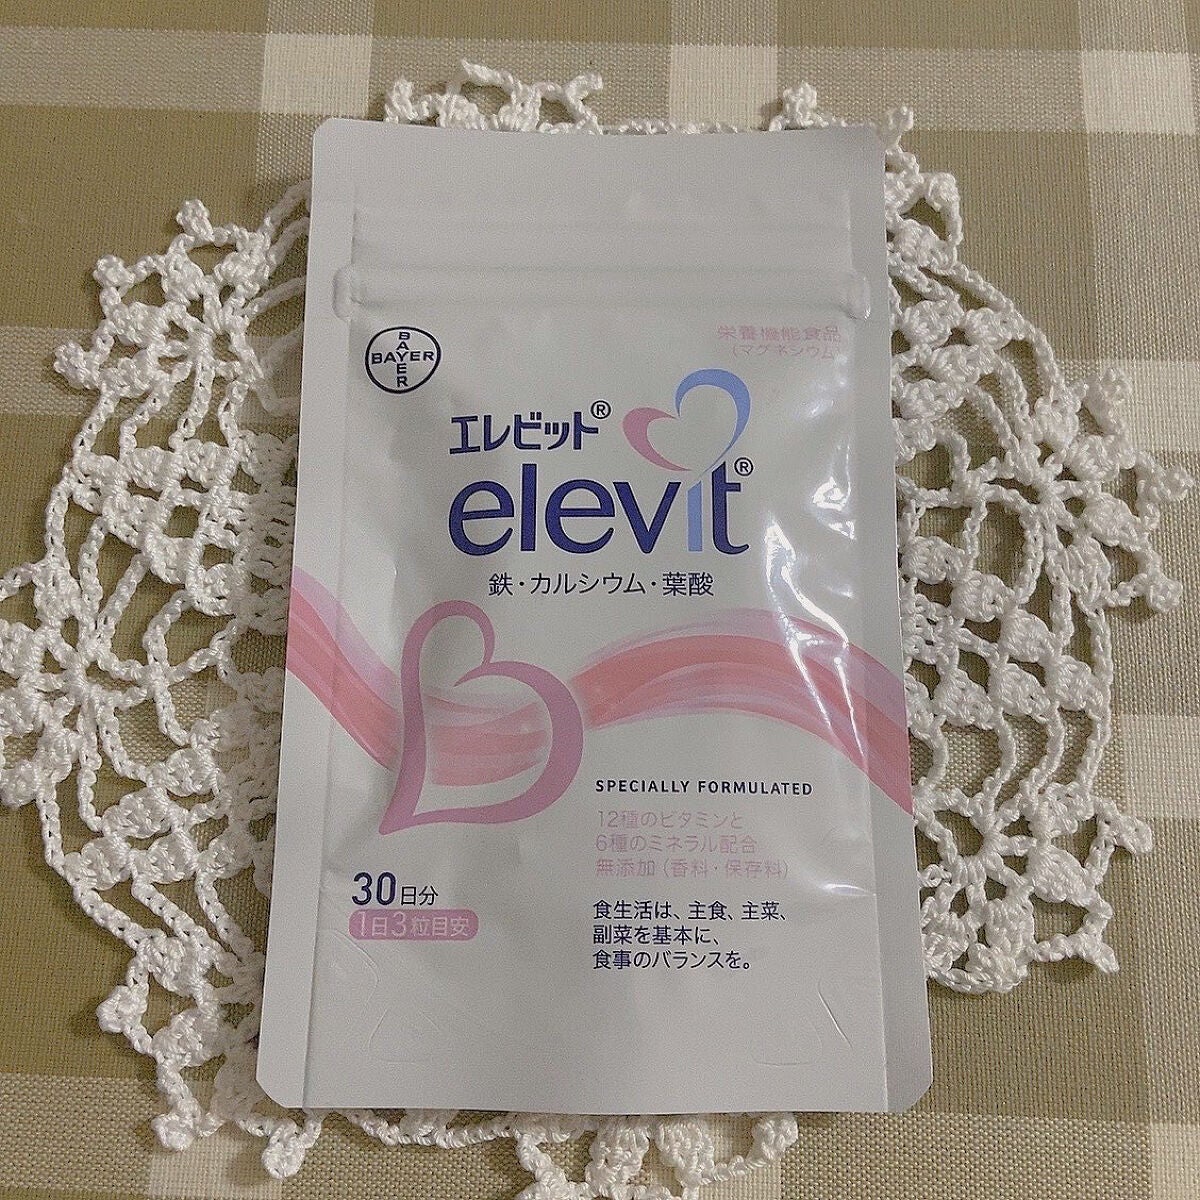 BAYER
BAYER
栄養機能食品
(マグネシウム)
エレビット®
elevit®
鉄・カルシウム・葉酸
SPECIALLY FORMULATED
12種のビタミンと
6種のミネラル配合
無添加(香料・保存料)
30日分
1日3粒目安
食生活は、主食、主菜、
副菜を基本に、
食事のバランスを。